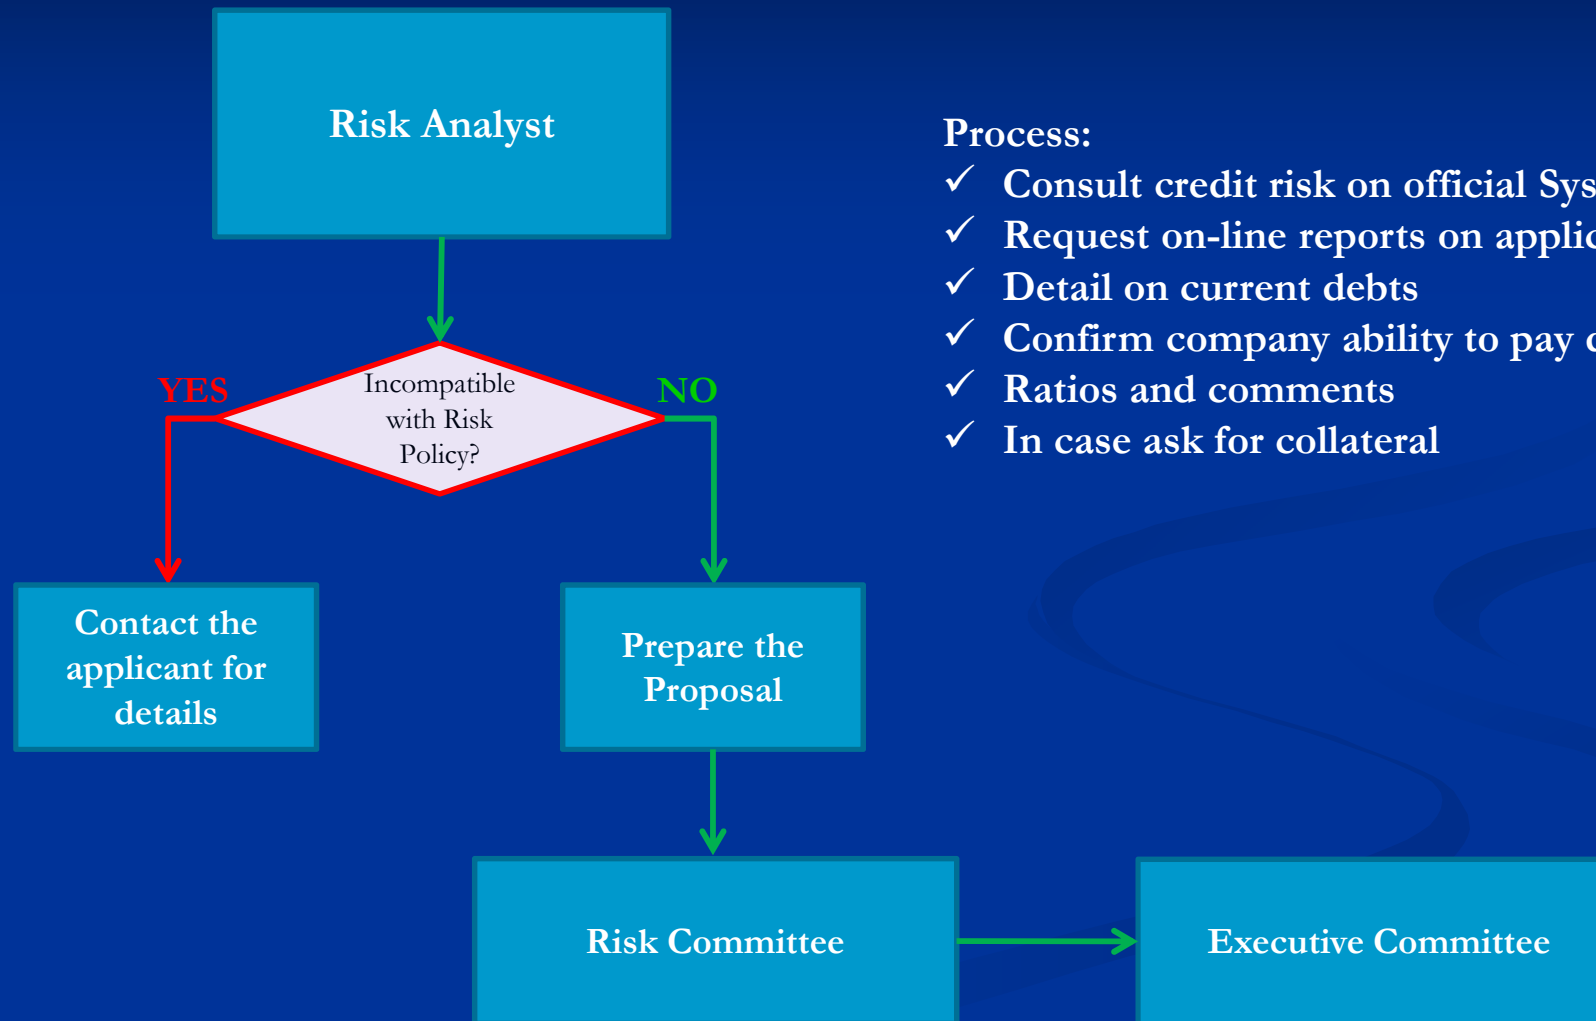 Risk Analyst
Process:
✓ Consult credit risk on official
✓ Request on-line reports on
✓ Detail on current debts
✓ Confirm company ability to pay
✓ Ratios and comments
✓ In case ask for collateral
YES
Incompatible
with Risk
Policy?
NO
Contact the
applicant for
details
Prepare the
Proposal
Risk Committee
Executive Committee